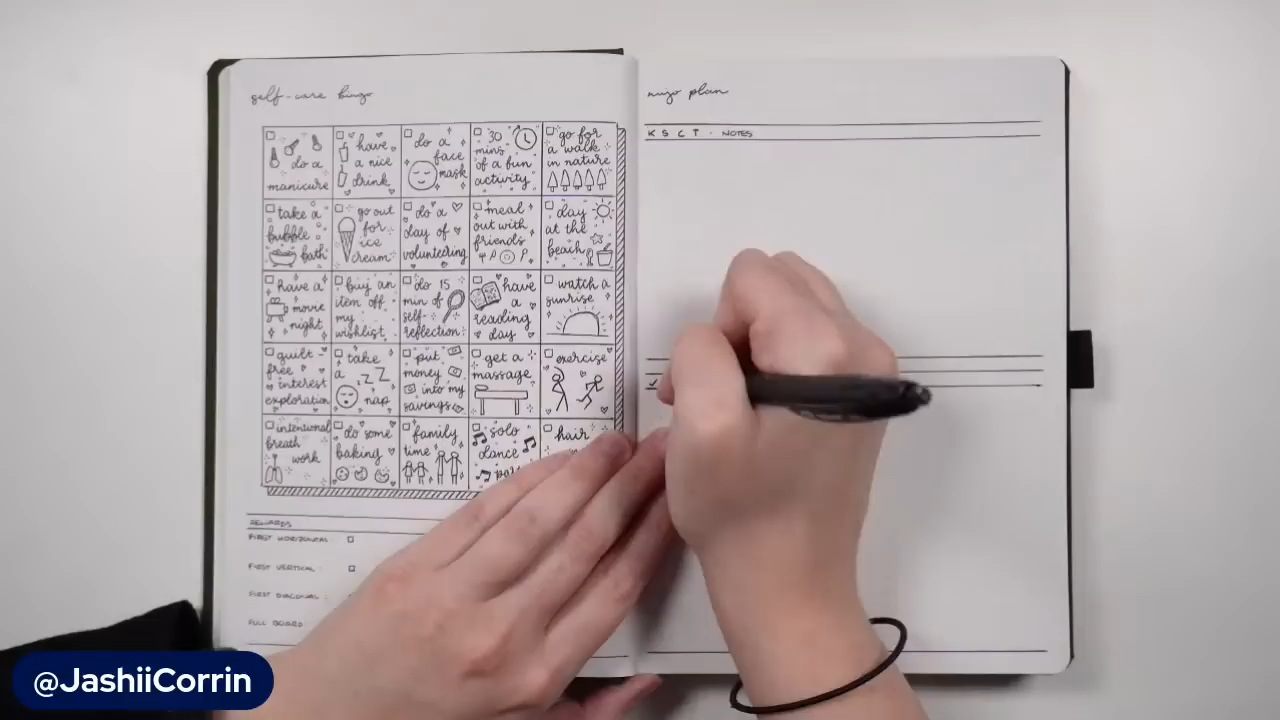 self-care bingo
do a
manicure
have
a nice
drink
do a
face
mask
30
mins
of a fun
activity
go for
a walk
in nature
take a
bubble
bath
go out
for
ice
cream
do a
day of
volunteering
meal
out with
friends
day
at the
beach
have a
movie
night
buy an
item off
my
wishlist
do 15
min of
self-
reflection
have
a
reading
day
watch a
sunrise
guilt-
free
interest
exploration
take
a
nap
put
money
into my
savings
get a
massage
exercise
intentional
breath
work
do some
baking
family
time
solo
dance
hair
REWARDS
FIRST HORIZONTAL:
FIRST VERTICAL:
FIRST DIAGONAL:
FULL BOARD
plan
K S C T · NOTES
@JashiiCorrin